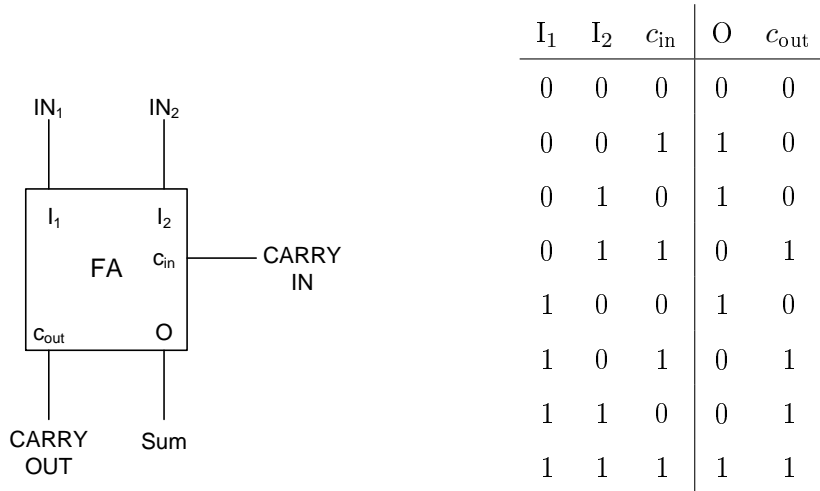 IN₁ IN₂
I₁ I₂
FA
cᵢₙ
CARRY
IN
cₒᵤₜ O
CARRY
OUT
Sum
I₁ I₂ cᵢₙ O cₒᵤₜ
0 0 0 0 0
0 0 1 1 0
0 1 0 1 0
0 1 1 0 1
1 0 0 1 0
1 0 1 0 1
1 1 0 0 1
1 1 1 1 1